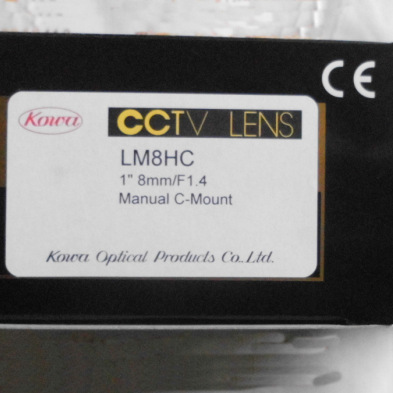 CE
Kowa CCTV LENS
LM8HC
1" 8mm/F1.4
Manual C-Mount
Kowa Optical Products Co.,Ltd.